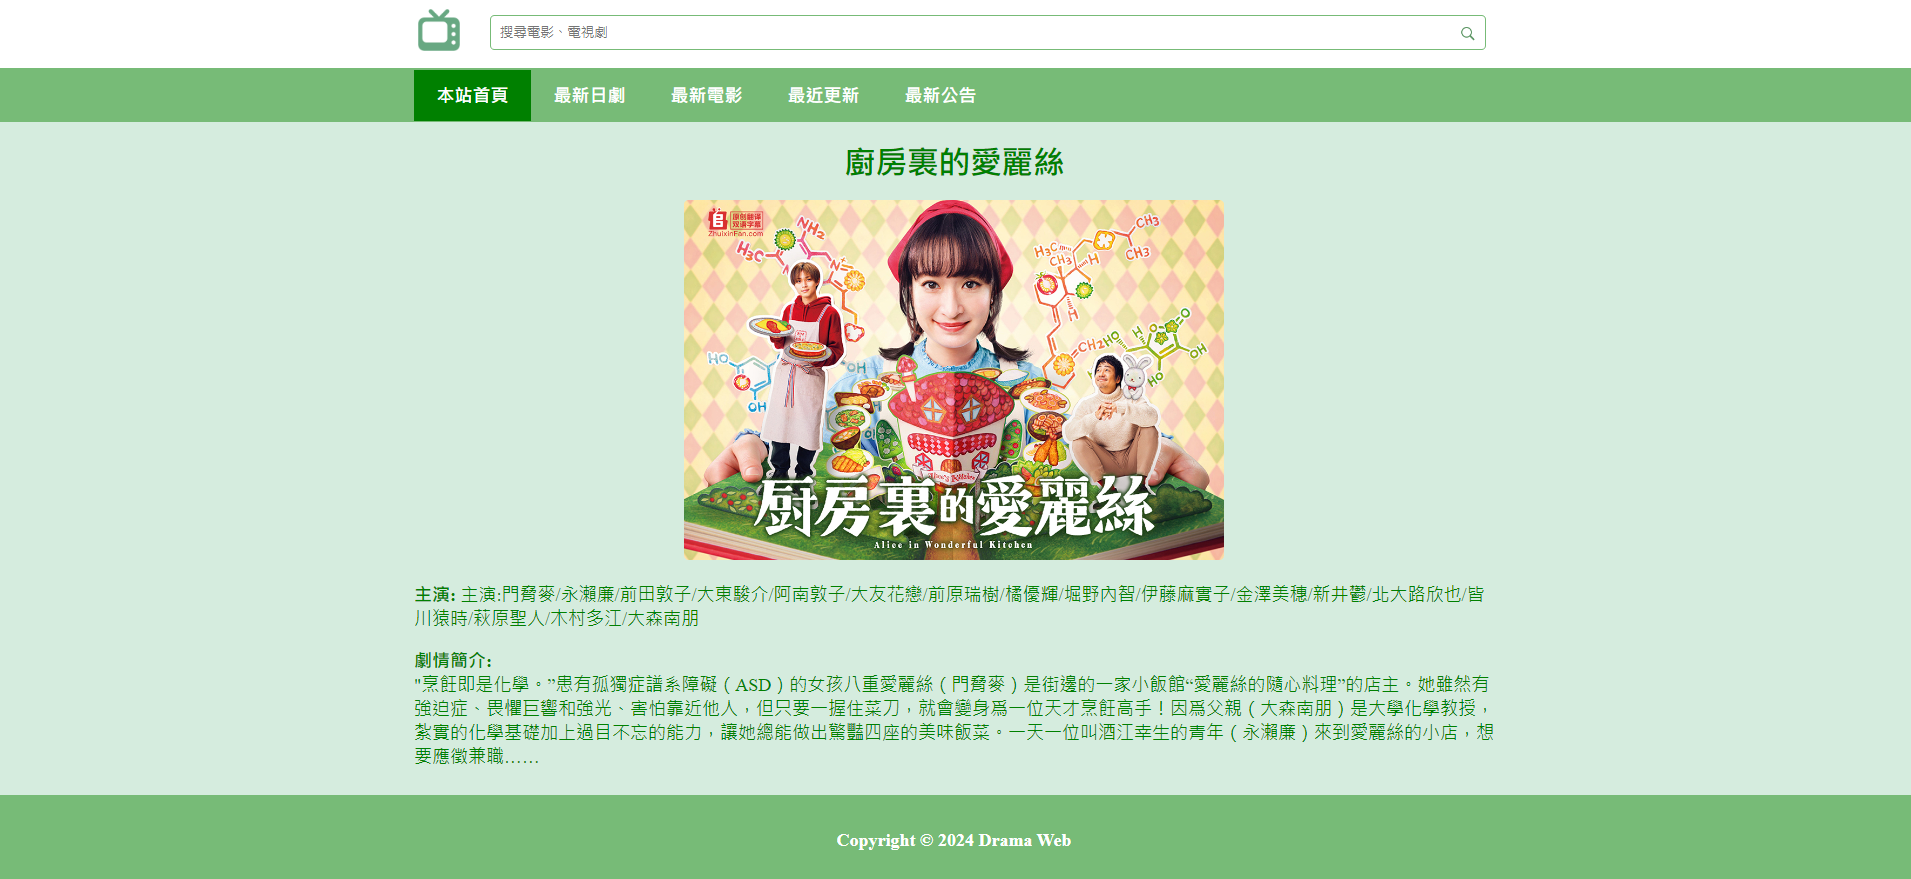 搜尋電影、電視劇
本站首頁 最新日劇 最新電影 最近更新 最新公告
廚房裏的愛麗絲
原创翻译
双语字幕
ZhuixinFan.com
NH₂
H₃C
N⁺
H₃C
CH₃
CH₃
CH₃
CH₃
H
H
HO
OH
OH
CH₂
HO
H
O
O
OH
HO
廚房裏的愛麗絲
Alice in Wonderful Kitchen
主演: 主演:門脅麥/永瀨廉/前田敦子/大東駿介/阿南敦子/大友花戀/前原瑞樹/橘優輝/堀野內智/伊藤麻實子/金澤美穗/新井鬱/北大路欣也/皆
川猿時/萩原聖人/木村多江/大森南朋
劇情簡介:
"烹飪即是化學。”患有孤獨症譜系障礙（ASD）的女孩八重愛麗絲（門脅麥）是街邊的一家小飯館“愛麗絲的隨心料理”的店主。她雖然有
強迫症、畏懼巨響和強光、害怕靠近他人，但只要一握住菜刀，就會變身爲一位天才烹飪高手！因爲父親（大森南朋）是大學化學教授，
紮實的化學基礎加上過目不忘的能力，讓她總能做出驚豔四座的美味飯菜。一天一位叫酒江幸生的青年（永瀨廉）來到愛麗絲的小店，想
要應徵兼職……
Copyright © 2024 Drama Web